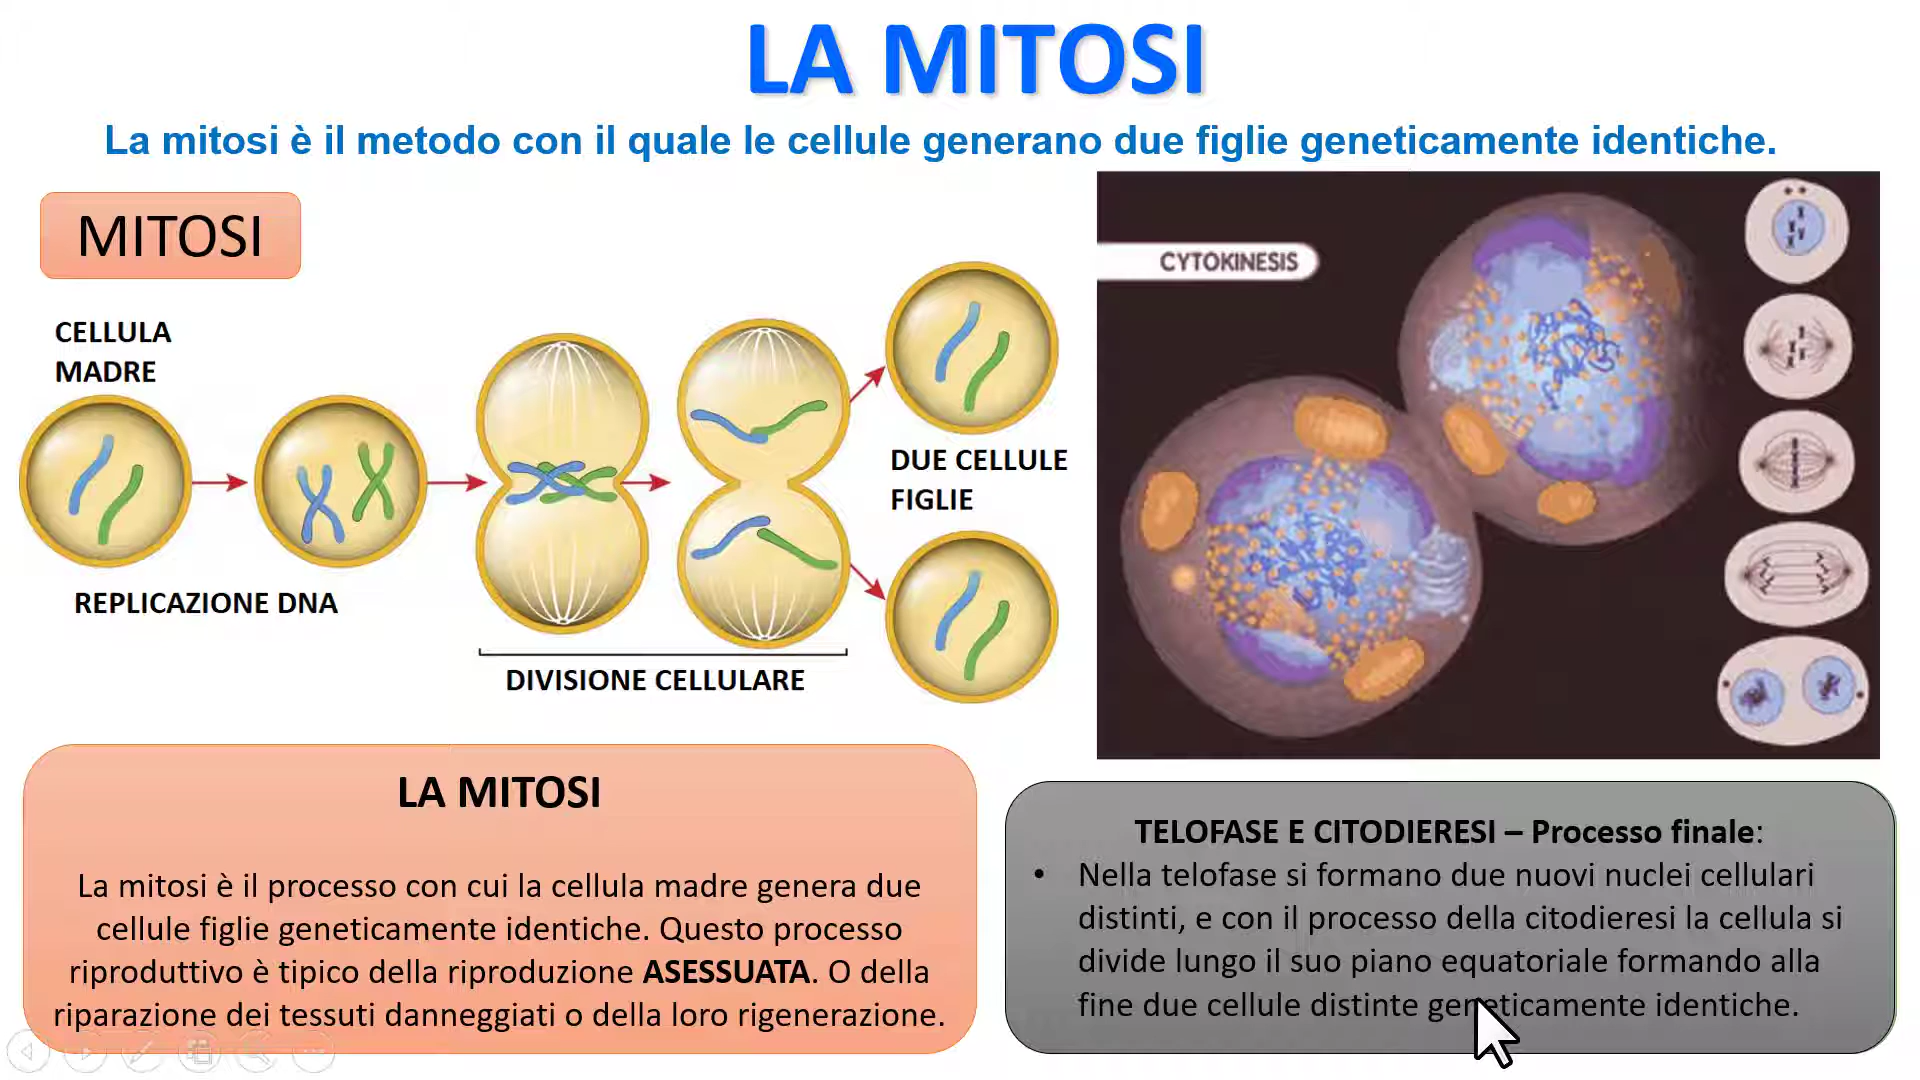 LA MITOSI
La mitosi è il metodo con il quale le cellule generano due figlie geneticamente identiche.
MITOSI
CELLULA
MADRE
REPLICAZIONE DNA
DIVISIONE CELLULARE
DUE CELLULE
FIGLIE
CYTOKINESIS
LA MITOSI
La mitosi è il processo con cui la cellula madre genera due
cellule figlie geneticamente identiche. Questo processo
riproduttivo è tipico della riproduzione ASESSUATA. O della
riparazione dei tessuti danneggiati o della loro rigenerazione.
TELOFASE E CITODIERESI – Processo finale:
• Nella telofase si formano due nuovi nuclei cellulari
distinti, e con il processo della citodieresi la cellula si
divide lungo il suo piano equatoriale formando alla
fine due cellule distinte geneticamente identiche.